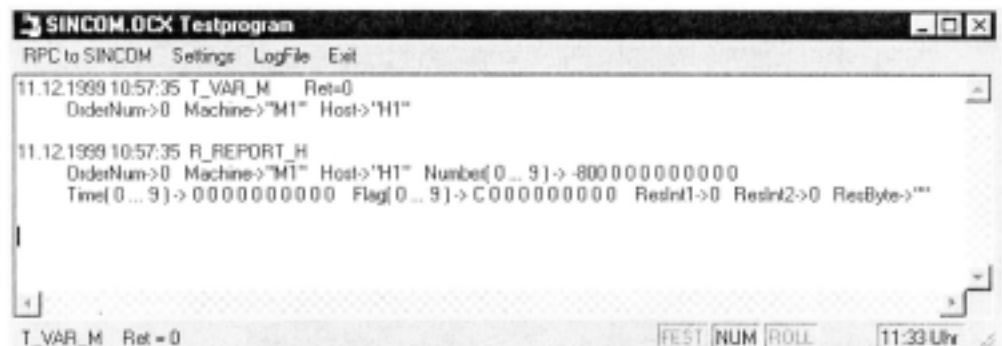 SINCOM.OCX Testprogram
RPC to SINCOM Settings LogFile Exit
11.12.1999 10:57:35 T_VAR_M Ret=0
OrderNum->0 Machine->"M1" Host->"H1"
11.12.1999 10:57:35 R_REPORT_H
OrderNum->0 Machine->"M1" Host->"H1" Number( 0 ... 9 ) -> -800 0 0 0 0 0 0 0 0 0
Time( 0 ... 9 ) -> 0 0 0 0 0 0 0 0 0 0 Flag( 0 ... 9 ) -> C 0 0 0 0 0 0 0 0 0 ResInt1->0 ResInt2->0 ResByte->""
T_VAR_M Ret = 0 FEST NUM ROLL 11:33 Uhr